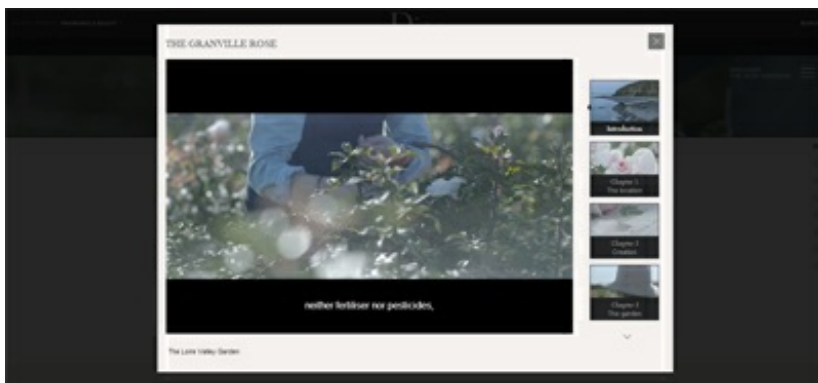 THE GRANVILLE ROSE
Introduction
Chapter 1
The location
Chapter 2
Creation
Chapter 3
The garden
neither fertiliser nor pesticides,
The Loire Valley Garden